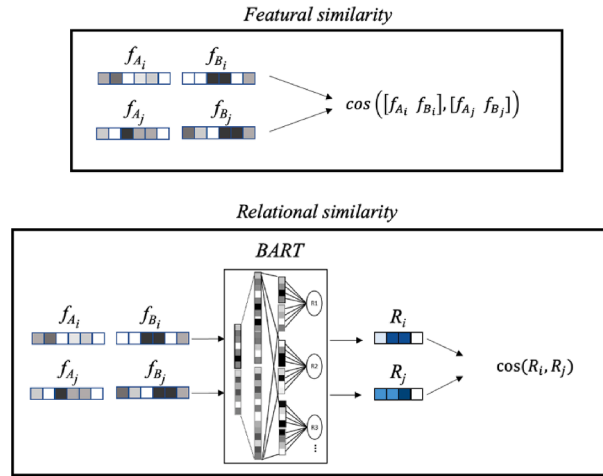 Featural similarity
f_{A_i} f_{B_i}
cos ([f_{A_i} f_{B_i}],[f_{A_j} f_{B_j}])
f_{A_j} f_{B_j}
Relational similarity
BART
f_{A_i} f_{B_i} R1 R_i
cos(R_i, R_j)
f_{A_j} f_{B_j} R2 R_j
R3
⋮